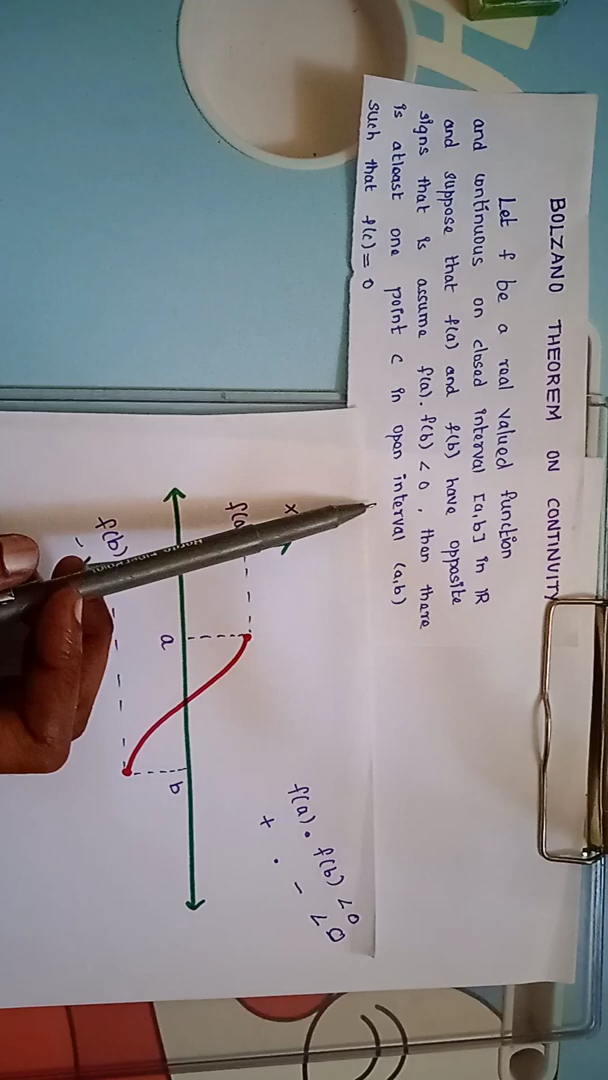 BOLZANO THEOREM ON CONTINUITY
Let f be a real valued function
and continuous on closed interval [a,b] in IR
and suppose that f(a) and f(b) have opposite
signs that is assume f(a). f(b) < 0 , then there
is atleast one point c in open interval (a,b)
such that f(c) = 0
f(a) . f(b) < 0
+ . - < 0
x
f(a
a
b
f(b)
-